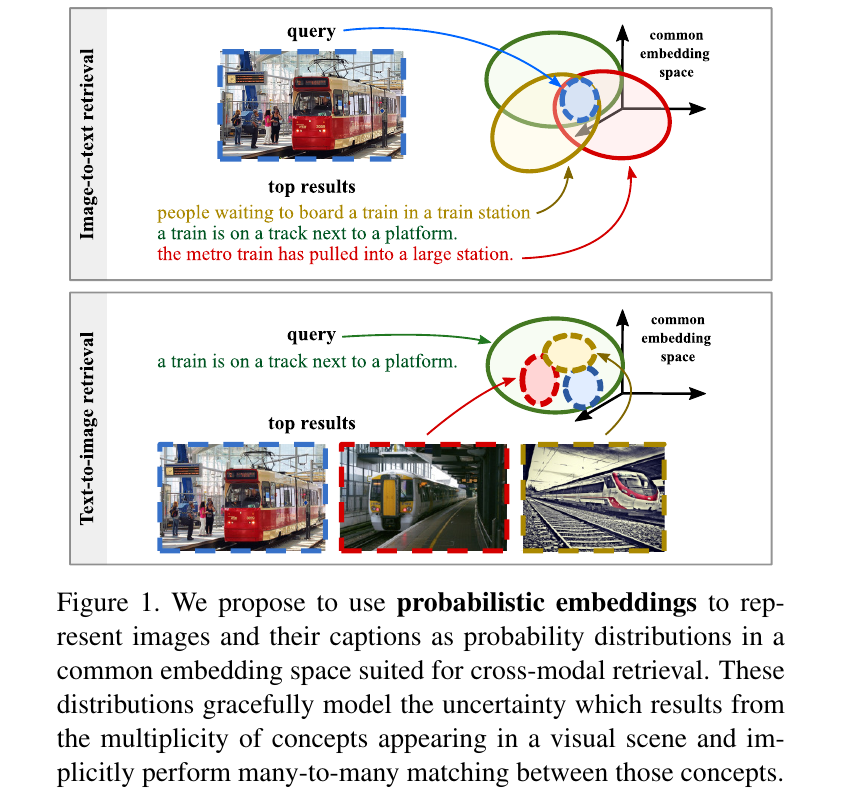 Image-to-text retrieval
query
common
embedding
space
top results
people waiting to board a train in a train station
a train is on a track next to a platform.
the metro train has pulled into a large station.
Text-to-image retrieval
query
common
embedding
space
a train is on a track next to a platform.
top results
Figure 1. We propose to use probabilistic embeddings to rep-
resent images and their captions as probability distributions in a
common embedding space suited for cross-modal retrieval. These
distributions gracefully model the uncertainty which results from
the multiplicity of concepts appearing in a visual scene and im-
plicitly perform many-to-many matching between those concepts.